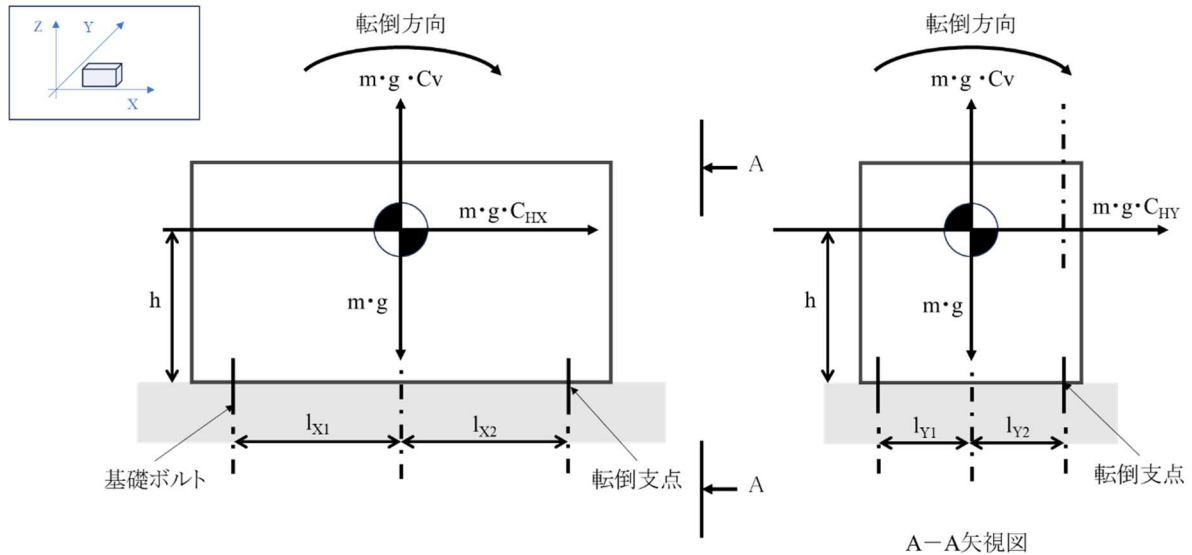 Z
Y
X
転倒方向
m・g・Cv
m・g・C_HX
h
m・g
l_X1
l_X2
基礎ボルト
転倒支点
A
A
転倒方向
m・g・Cv
m・g・C_HY
h
m・g
l_Y1
l_Y2
転倒支点
A－A矢視図